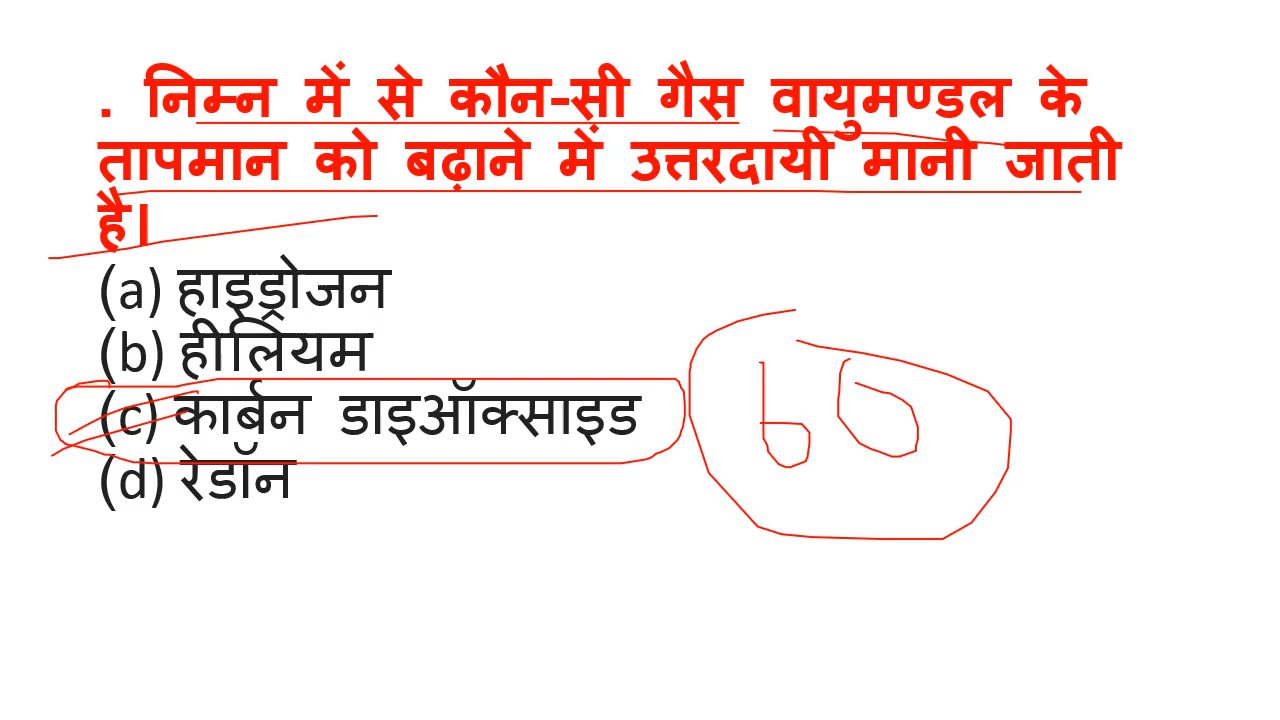 . निम्न में से कौन-सी गैस वायुमण्डल के
तापमान को बढ़ाने में उत्तरदायी मानी जाती
है।
(a) हाइड्रोजन
(b) हीलियम
(c) कार्बन डाइऑक्साइड
(d) रेडॉन